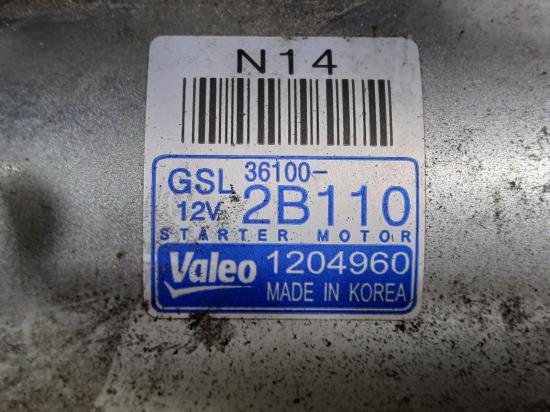 N14
GSL 36100-
12V 2B110
STARTER MOTOR
Valeo 1204960
MADE IN KOREA